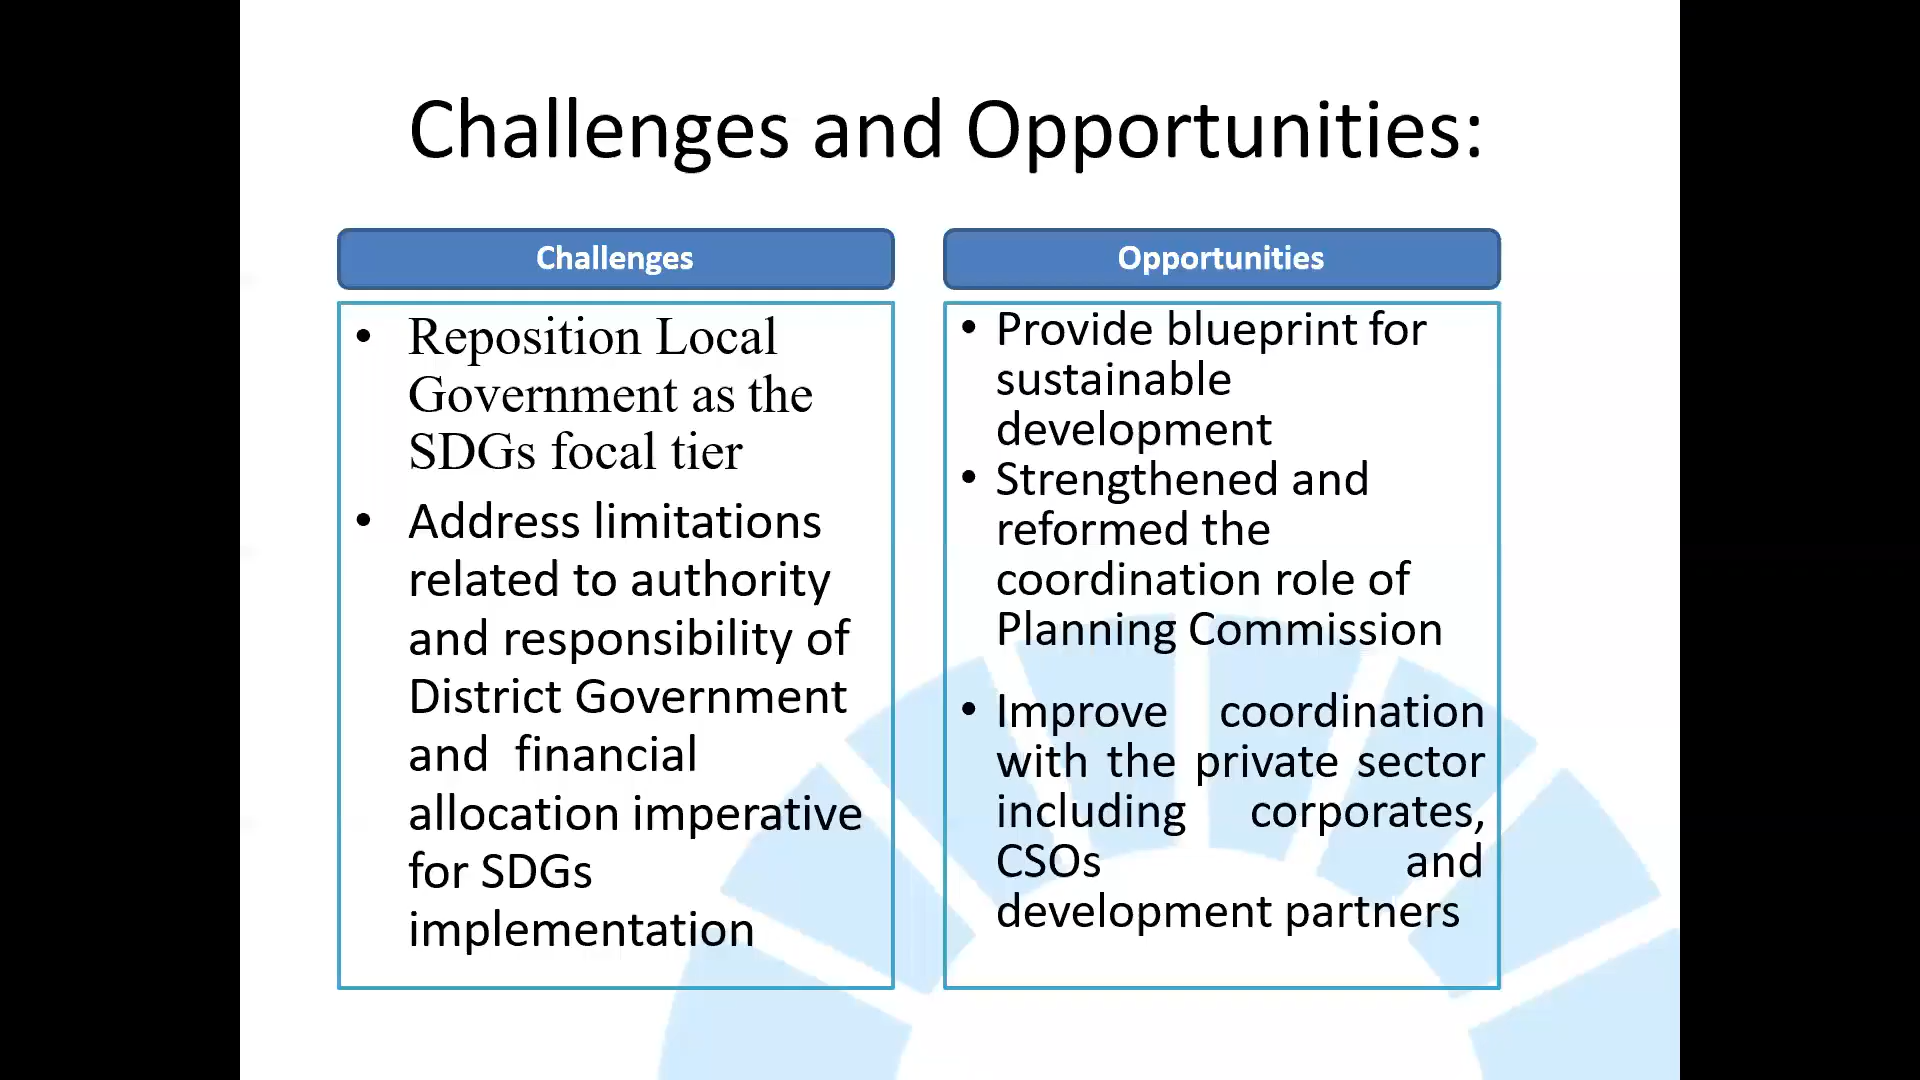 Challenges and Opportunities:
Challenges
• Reposition Local
Government as the
SDGs focal tier
• Address limitations
related to authority
and responsibility of
District Government
and financial
allocation imperative
for SDGs
implementation
Opportunities
• Provide blueprint for
sustainable
development
• Strengthened and
reformed the
coordination role of
Planning Commission
• Improve coordination
with the private sector
including corporates,
CSOs and
development partners